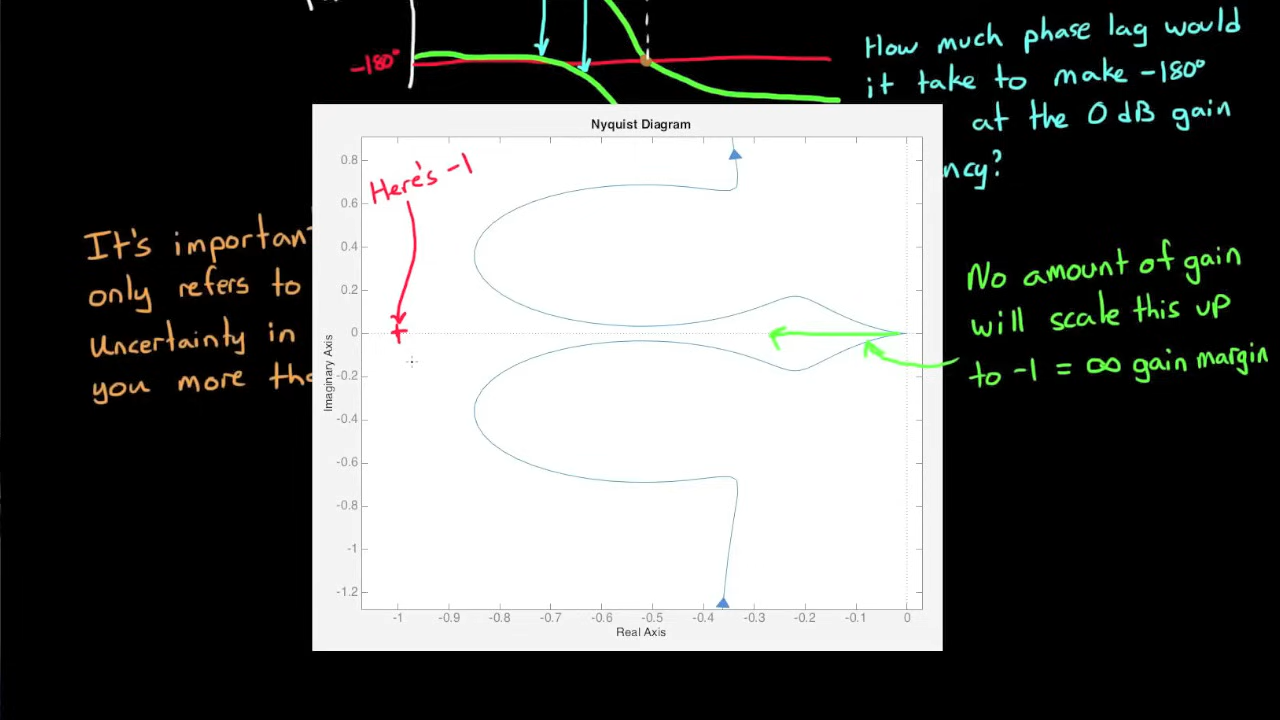 -180°
How much phase lag would
it take to make -180°
at the 0 dB gain
ncy?
It's importan
only refers to
Uncertainty in
you more tha
Nyquist Diagram
Here's -1
0.8
0.6
0.4
0.2
0
-0.2
-0.4
-0.6
-0.8
-1
-1.2
Imaginary Axis
-1 -0.9 -0.8 -0.7 -0.6 -0.5 -0.4 -0.3 -0.2 -0.1 0
Real Axis
No amount of gain
will scale this up
to -1 = ∞ gain margin